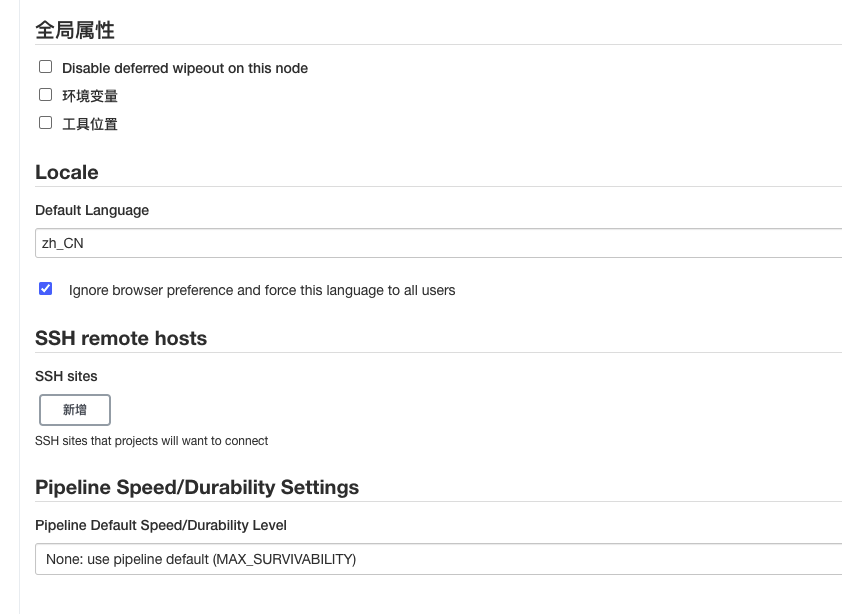 全局属性
Disable deferred wipeout on this node
环境变量
工具位置
Locale
Default Language
zh_CN
Ignore browser preference and force this language to all users
SSH remote hosts
SSH sites
新增
SSH sites that projects will want to connect
Pipeline Speed/Durability Settings
Pipeline Default Speed/Durability Level
None: use pipeline default (MAX_SURVIVABILITY)